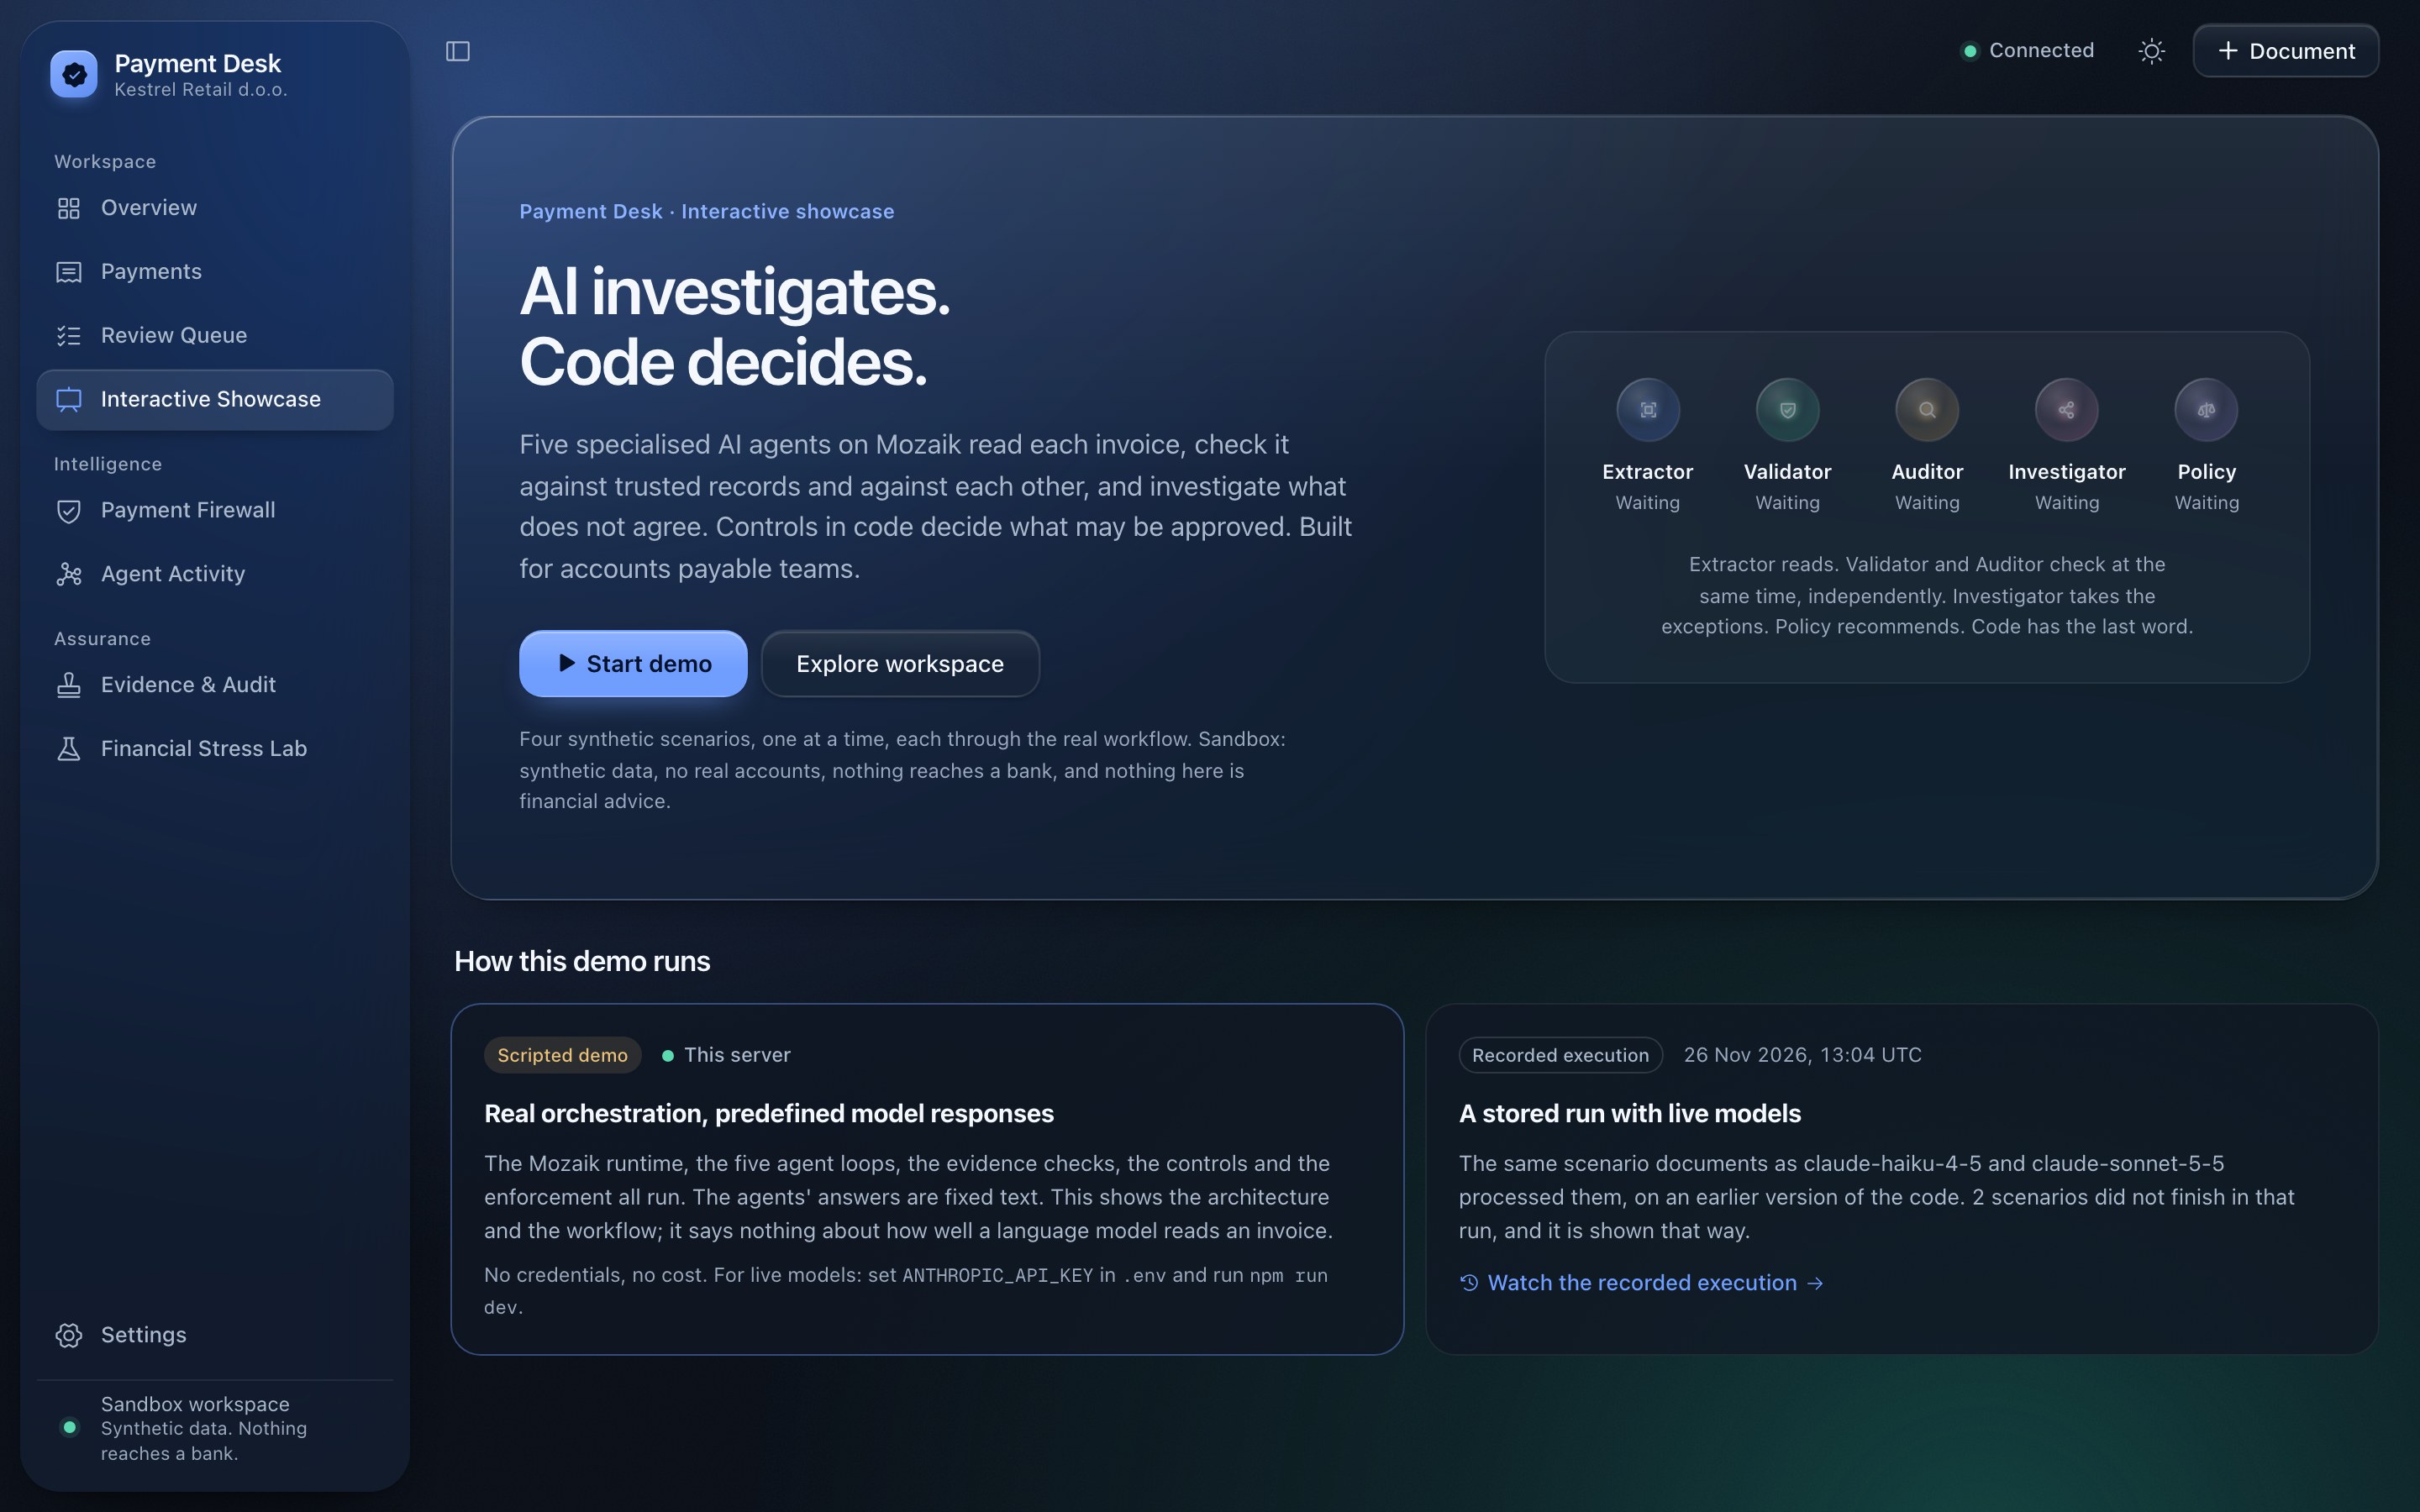 Payment Desk
Kestrel Retail d.o.o.
Workspace
Overview
Payments
Review Queue
Interactive Showcase
Intelligence
Payment Firewall
Agent Activity
Assurance
Evidence & Audit
Financial Stress Lab
Settings
Sandbox workspace
Synthetic data. Nothing
reaches a bank.
Connected
Document
Payment Desk · Interactive showcase
AI investigates.
Code decides.
Five specialised AI agents on Mozaik read each invoice, check it
against trusted records and against each other, and investigate what
does not agree. Controls in code decide what may be approved. Built
for accounts payable teams.
Start demo
Explore workspace
Four synthetic scenarios, one at a time, each through the real workflow. Sandbox:
synthetic data, no real accounts, nothing reaches a bank, and nothing here is
financial advice.
Extractor
Waiting
Validator
Waiting
Auditor
Waiting
Investigator
Waiting
Policy
Waiting
Extractor reads. Validator and Auditor check at the
same time, independently. Investigator takes the
exceptions. Policy recommends. Code has the last word.
How this demo runs
Scripted demo
This server
Real orchestration, predefined model responses
The Mozaik runtime, the five agent loops, the evidence checks, the controls and the
enforcement all run. The agents' answers are fixed text. This shows the architecture
and the workflow; it says nothing about how well a language model reads an invoice.
No credentials, no cost. For live models: set ANTHROPIC_API_KEY in .env and run npm run
dev.
Recorded execution
26 Nov 2026, 13:04 UTC
A stored run with live models
The same scenario documents as claude-haiku-4-5 and claude-sonnet-5-5
processed them, on an earlier version of the code. 2 scenarios did not finish in that
run, and it is shown that way.
Watch the recorded execution →